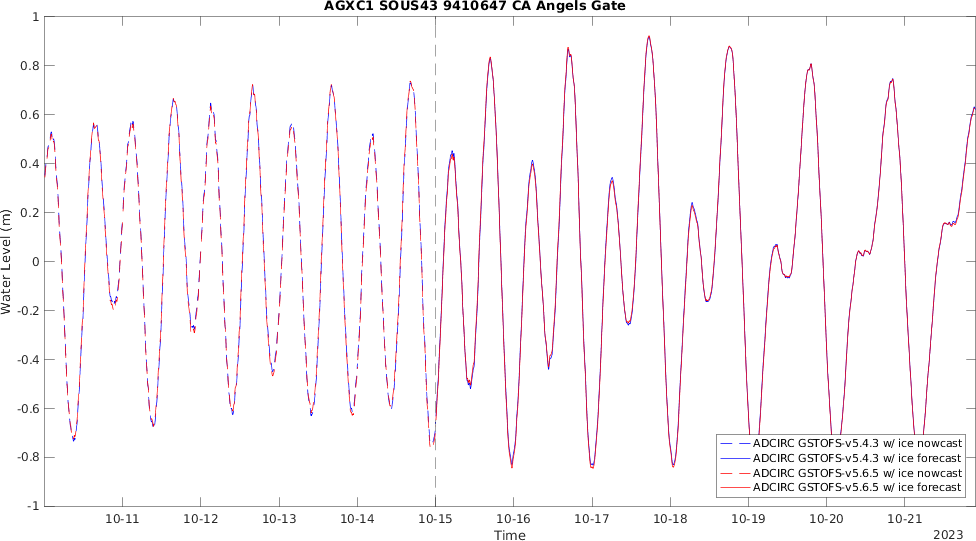 AGXC1 SOUS43 9410647 CA Angels Gate
Water Level (m)
1
0.8
0.6
0.4
0.2
0
-0.2
-0.4
-0.6
-0.8
-1
ADCIRC GSTOFS-v5.4.3 w/ ice nowcast
ADCIRC GSTOFS-v5.4.3 w/ ice forecast
ADCIRC GSTOFS-v5.6.5 w/ ice nowcast
ADCIRC GSTOFS-v5.6.5 w/ ice forecast
10-11 10-12 10-13 10-14 10-15 10-16 10-17 10-18 10-19 10-20 10-21
Time
2023